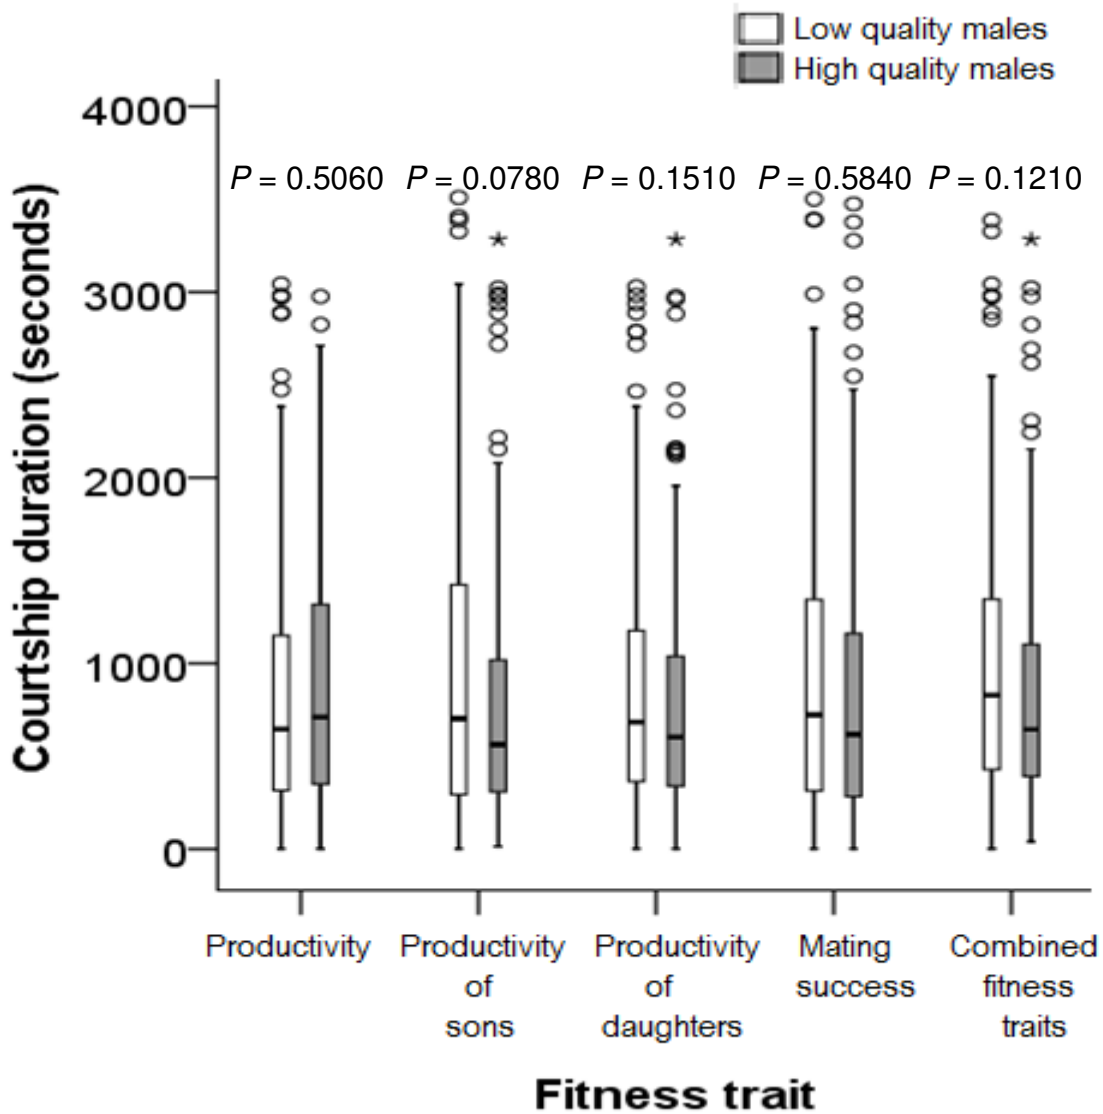 Low quality males
High quality males
4000
P = 0.5060 P = 0.0780 P = 0.1510 P = 0.5840 P = 0.1210
3000
2000
1000
0
Courtship duration (seconds)
Productivity
Productivity
of
sons
Productivity
of
daughters
Mating
success
Combined
fitness
traits
Fitness trait